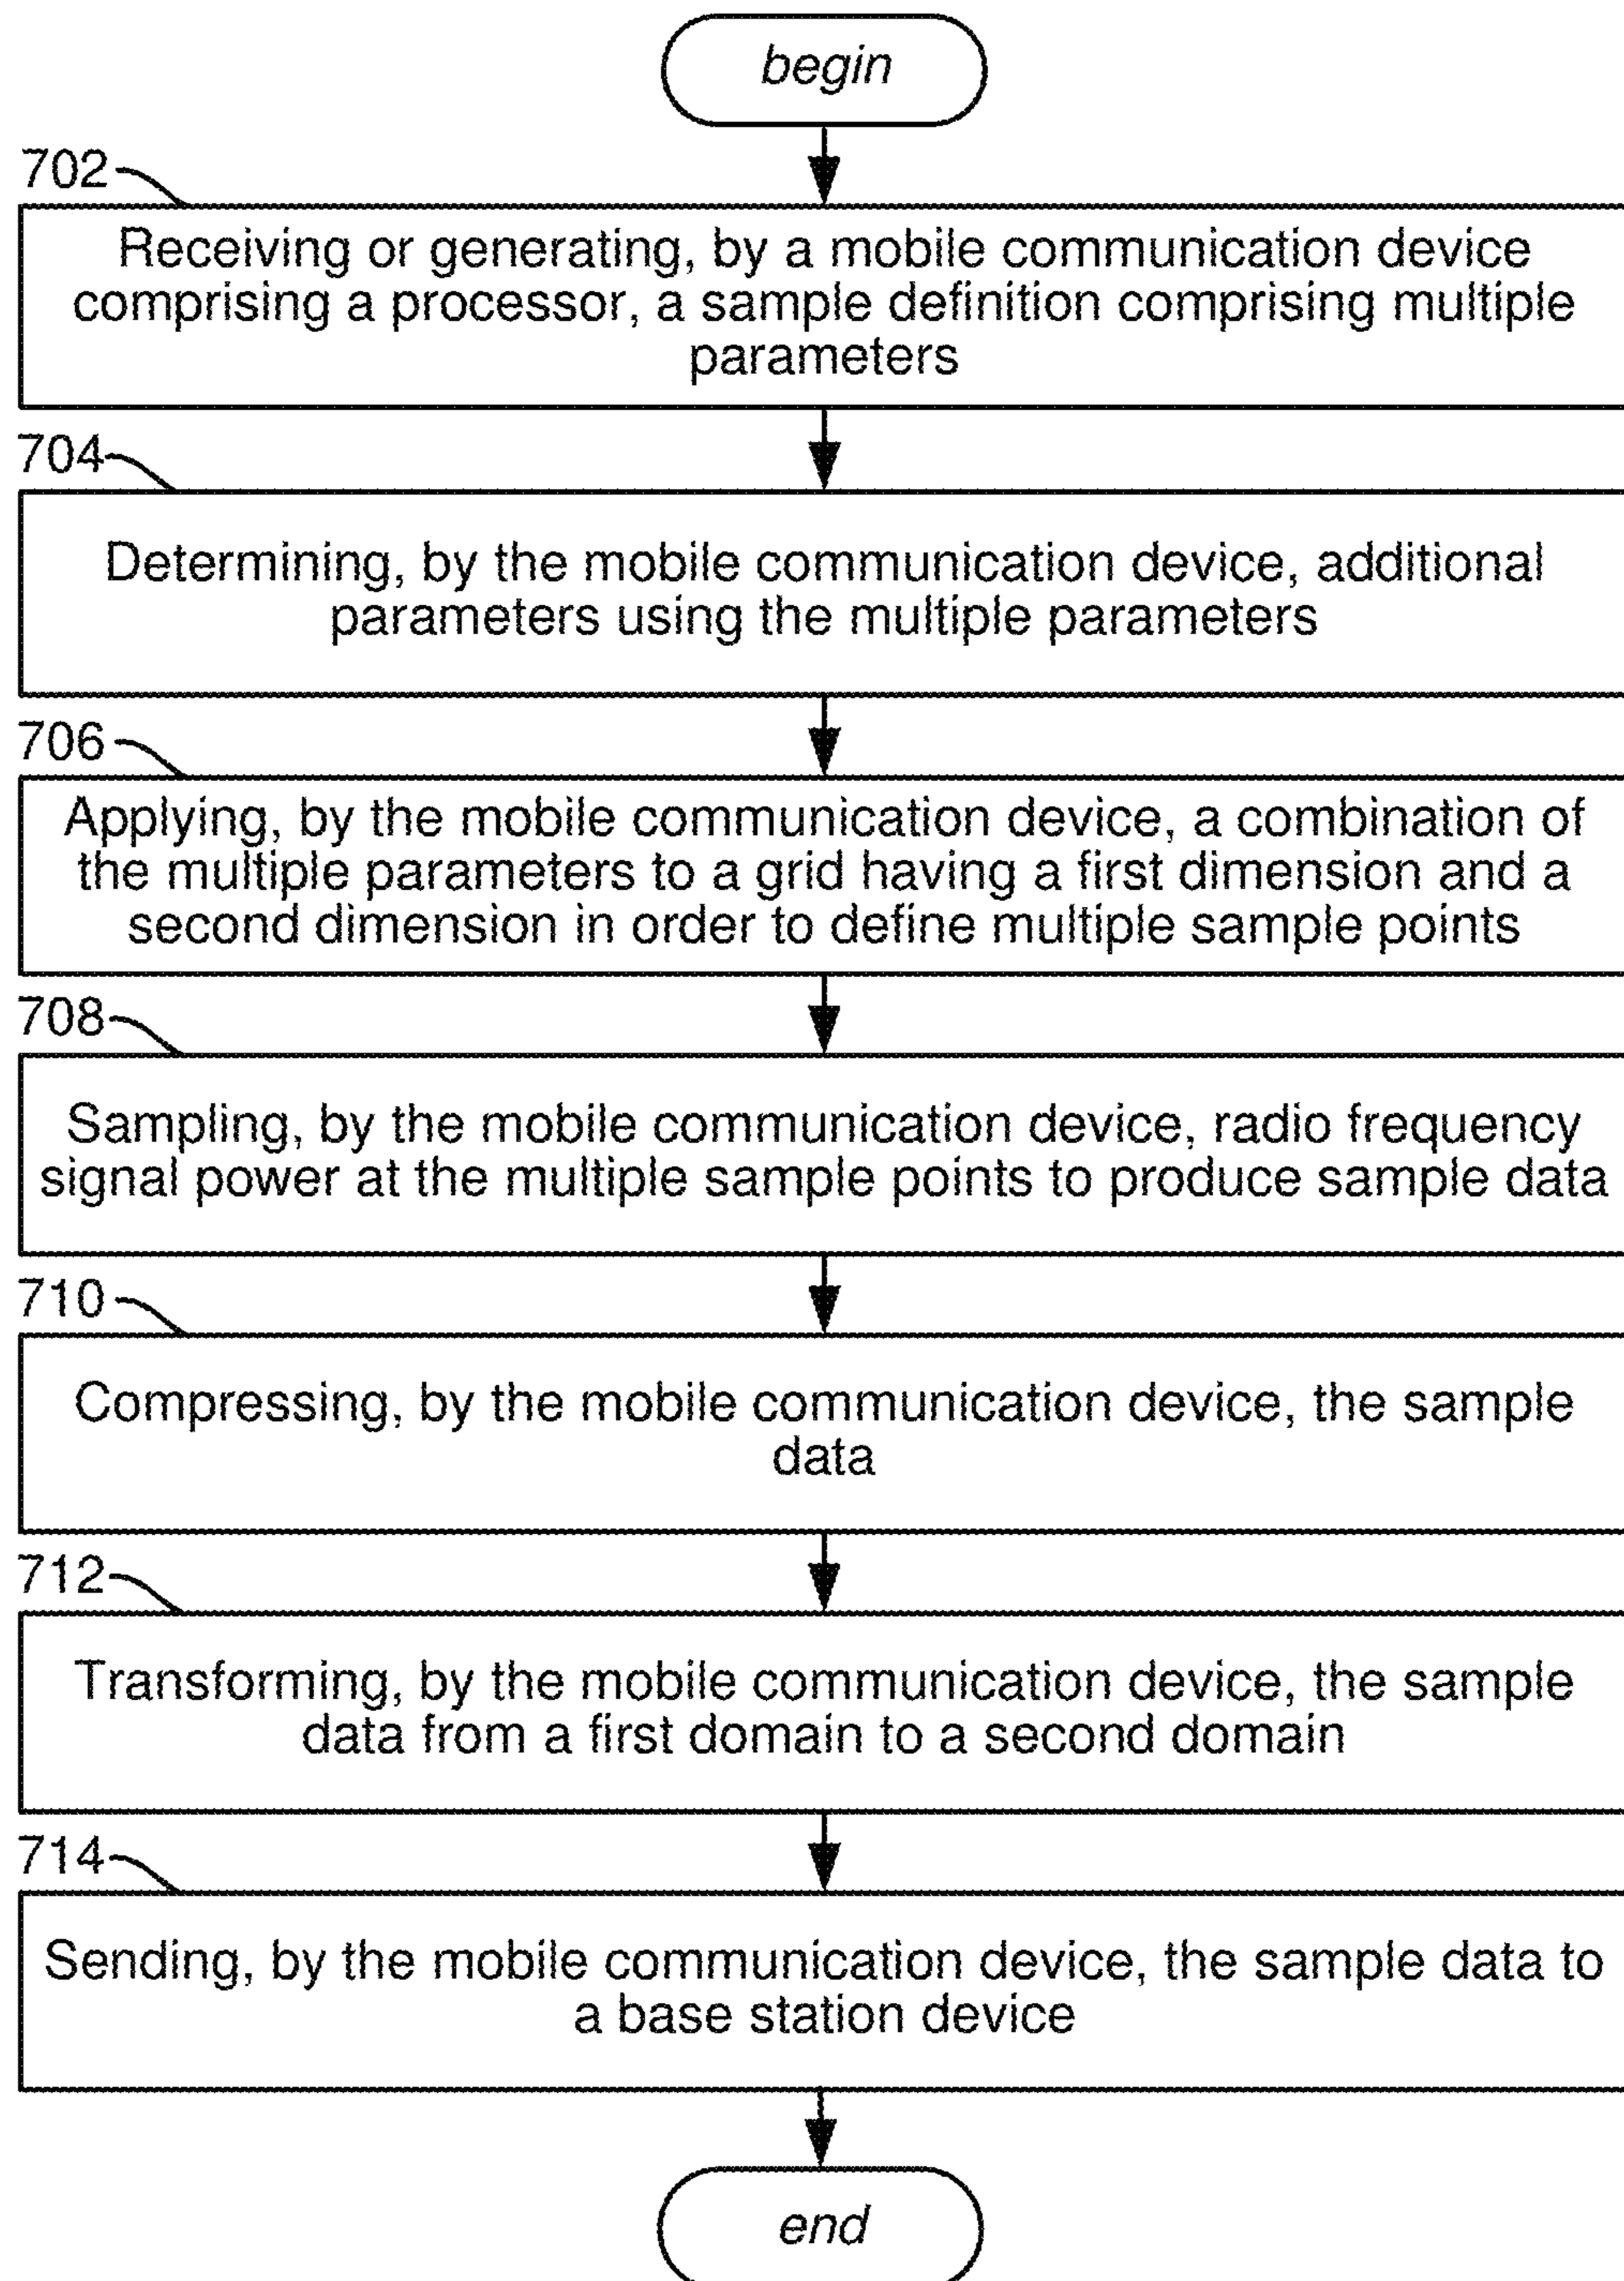 begin
702
Receiving or generating, by a mobile communication device
comprising a processor, a sample definition comprising multiple
parameters
704
Determining, by the mobile communication device, additional
parameters using the multiple parameters
706
Applying, by the mobile communication device, a combination of
the multiple parameters to a grid having a first dimension and a
second dimension in order to define multiple sample points
708
Sampling, by the mobile communication device, radio frequency
signal power at the multiple sample points to produce sample data
710
Compressing, by the mobile communication device, the sample
data
712
Transforming, by the mobile communication device, the sample
data from a first domain to a second domain
714
Sending, by the mobile communication device, the sample data to
a base station device
end